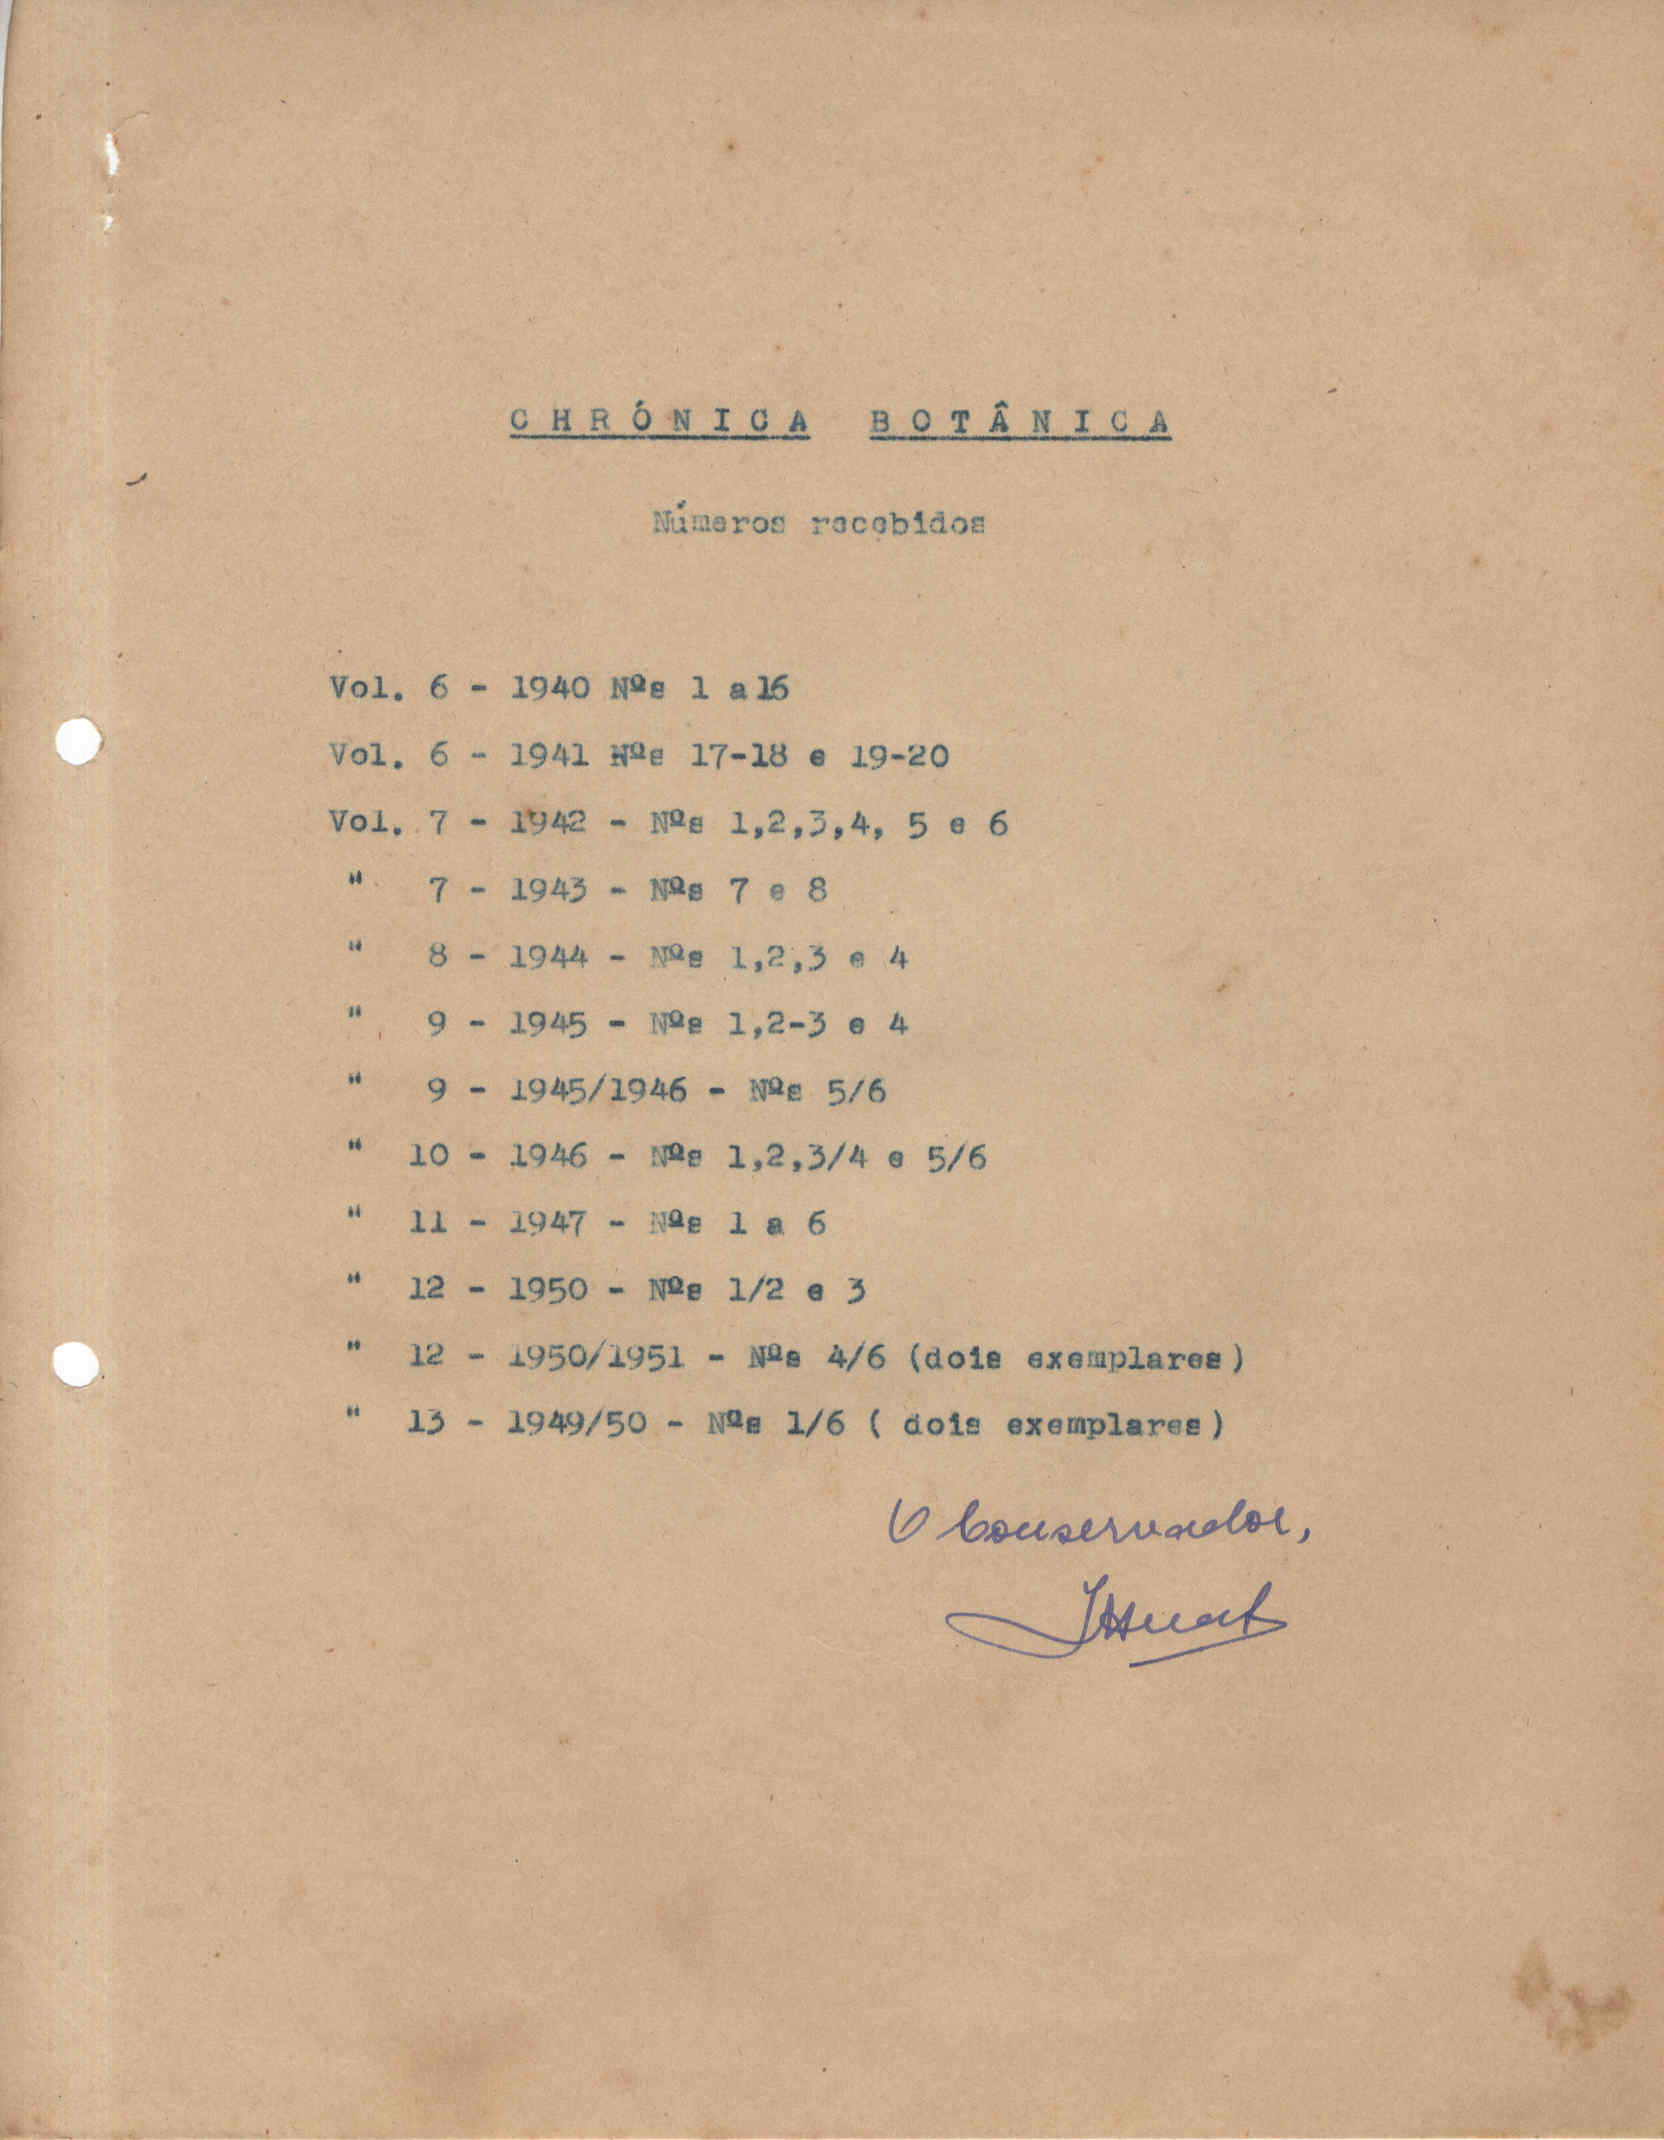 CHRÓNICA BOTÂNICA
Números recebidos
Vol. 6 - 1940 Nºs 1 a 16
Vol. 6 - 1941 Nºs 17-18 e 19-20
Vol. 7 - 1942 - Nºs 1,2,3,4, 5 e 6
" 7 - 1943 - Nºs 7 e 8
" 8 - 1944 - Nºs 1,2,3 e 4
" 9 - 1945 - Nºs 1,2-3 e 4
" 9 - 1945/1946 - Nºs 5/6
" 10 - 1946 - Nºs 1,2,3/4 e 5/6
" 11 - 1947 - Nºs 1 a 6
" 12 - 1950 - Nºs 1/2 e 3
" 12 - 1950/1951 - Nºs 4/6 (dois exemplares)
" 13 - 1949/50 - Nºs 1/6 ( dois exemplares)
O Conservador,